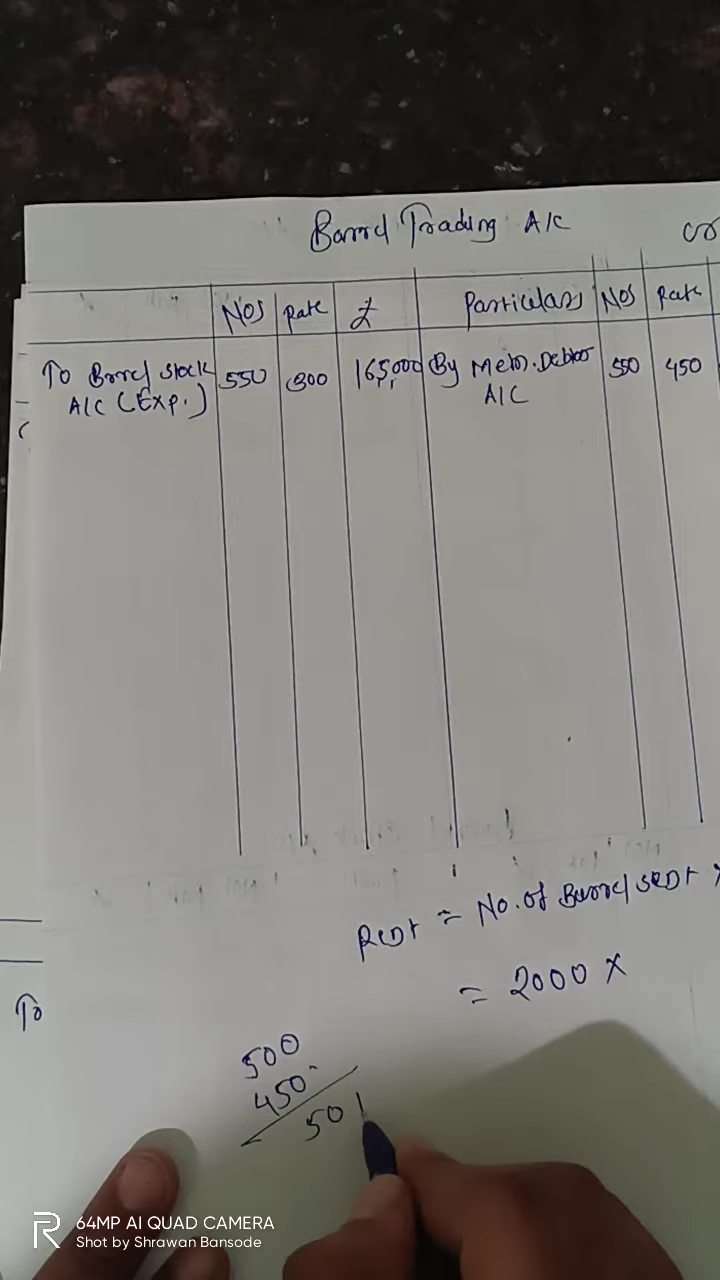 Barrel Trading A/C
Cr
NOS Rate ₹ Particulars NOS Rate
To Barrel Stock 550 300 165,000 By Mem. Debtor 550 450
A/C (Exp.) A/C
Rent = No. of Barrel sent ×
= 2000 ×
To
500
450
50
64MP AI QUAD CAMERA
Shot by Shrawan Bansode